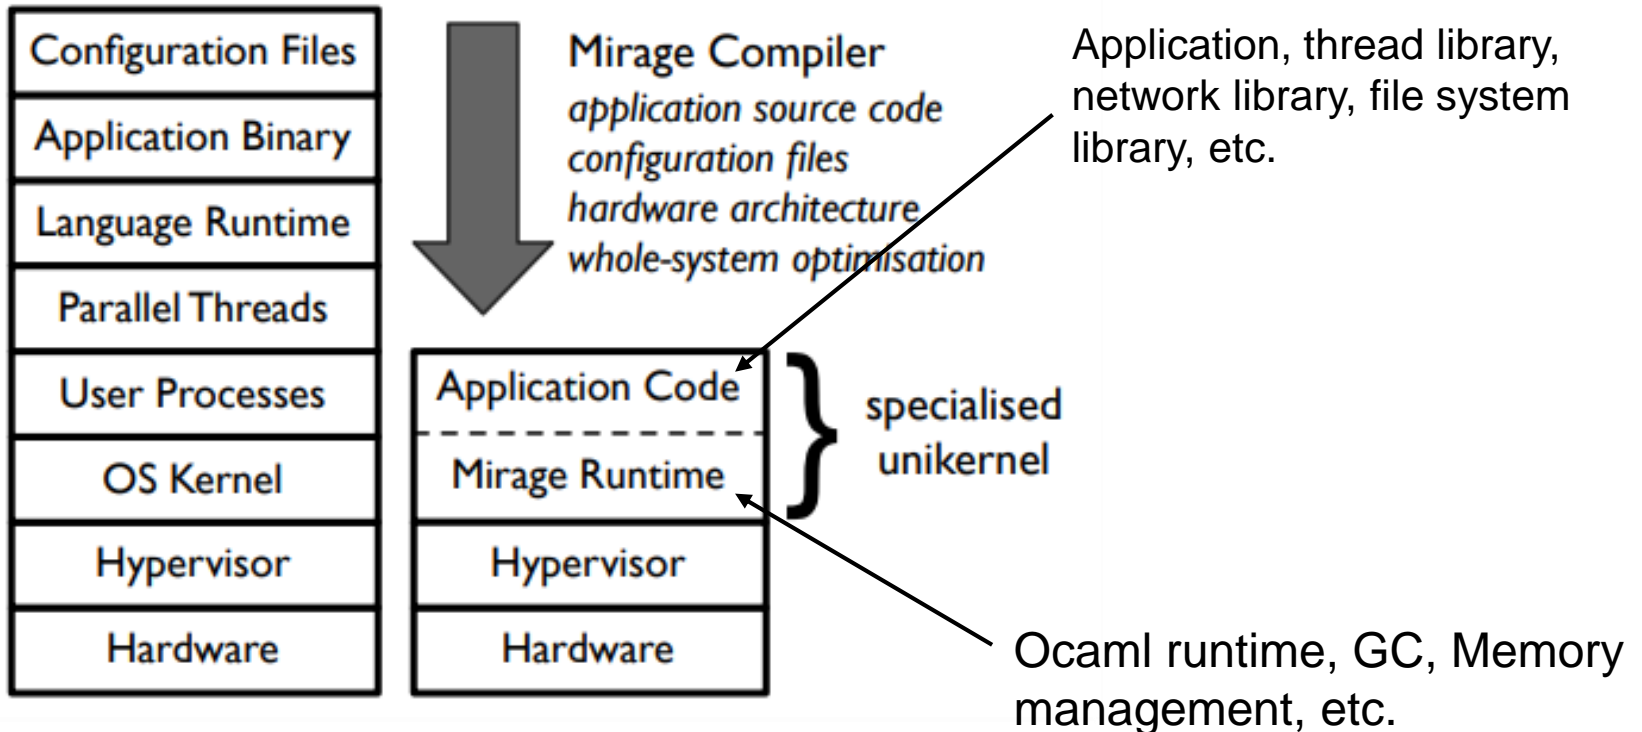 Configuration Files
Application Binary
Language Runtime
Parallel Threads
User Processes
OS Kernel
Hypervisor
Hardware
Mirage Compiler
application source code
configuration files
hardware architecture
whole-system optimisation
Application Code
Mirage Runtime
Hypervisor
Hardware
}
specialised
unikernel
Application, thread library,
network library, file system
library, etc.
Ocaml runtime, GC, Memory
management, etc.